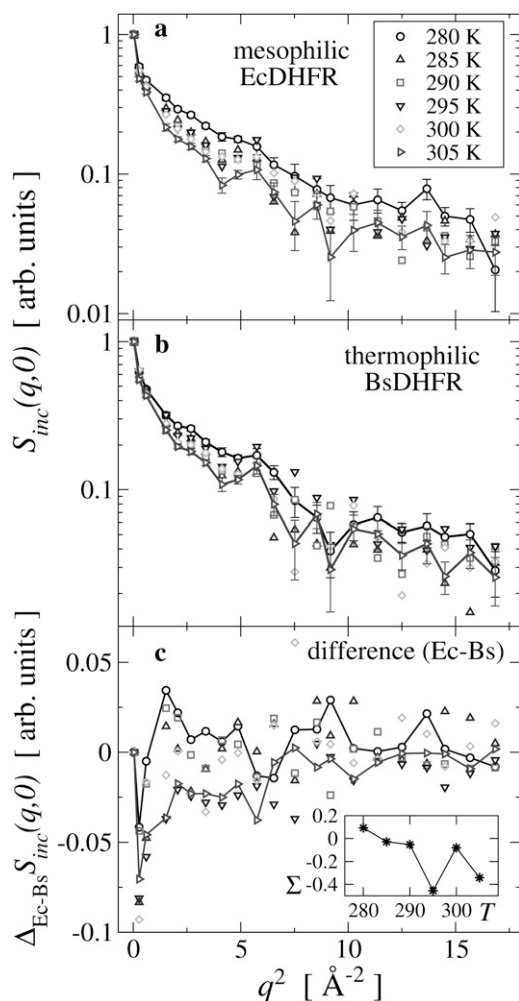 a
mesophilic
EcDHFR
280 K
285 K
290 K
295 K
300 K
305 K
1
0.1
0.01
b
thermophilic
BsDHFR
1
0.1
S_inc(q,0) [ arb. units ]
c
difference (Ec-Bs)
0.05
0
-0.05
-0.1
Δ_Ec-Bs S_inc(q,0) [ arb. units ]
0.2
0
-0.2
-0.4
Σ
280 290 300 T
0 5 10 15
q² [ Å⁻² ]